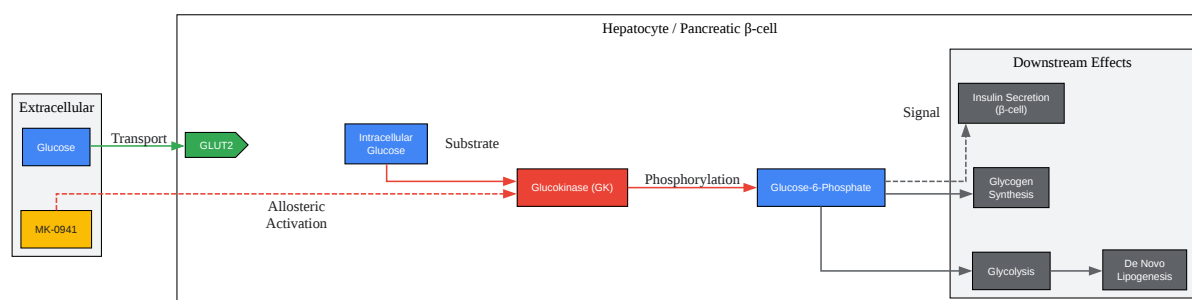 Hepatocyte / Pancreatic β-cell
Downstream Effects
Extracellular
Glucose
Transport
GLUT2
Intracellular
Glucose
Substrate
Glucokinase (GK)
Phosphorylation
Glucose-6-Phosphate
Signal
Insulin Secretion
(β-cell)
Glycogen
Synthesis
MK-0941
Allosteric
Activation
Glycolysis
De Novo
Lipogenesis